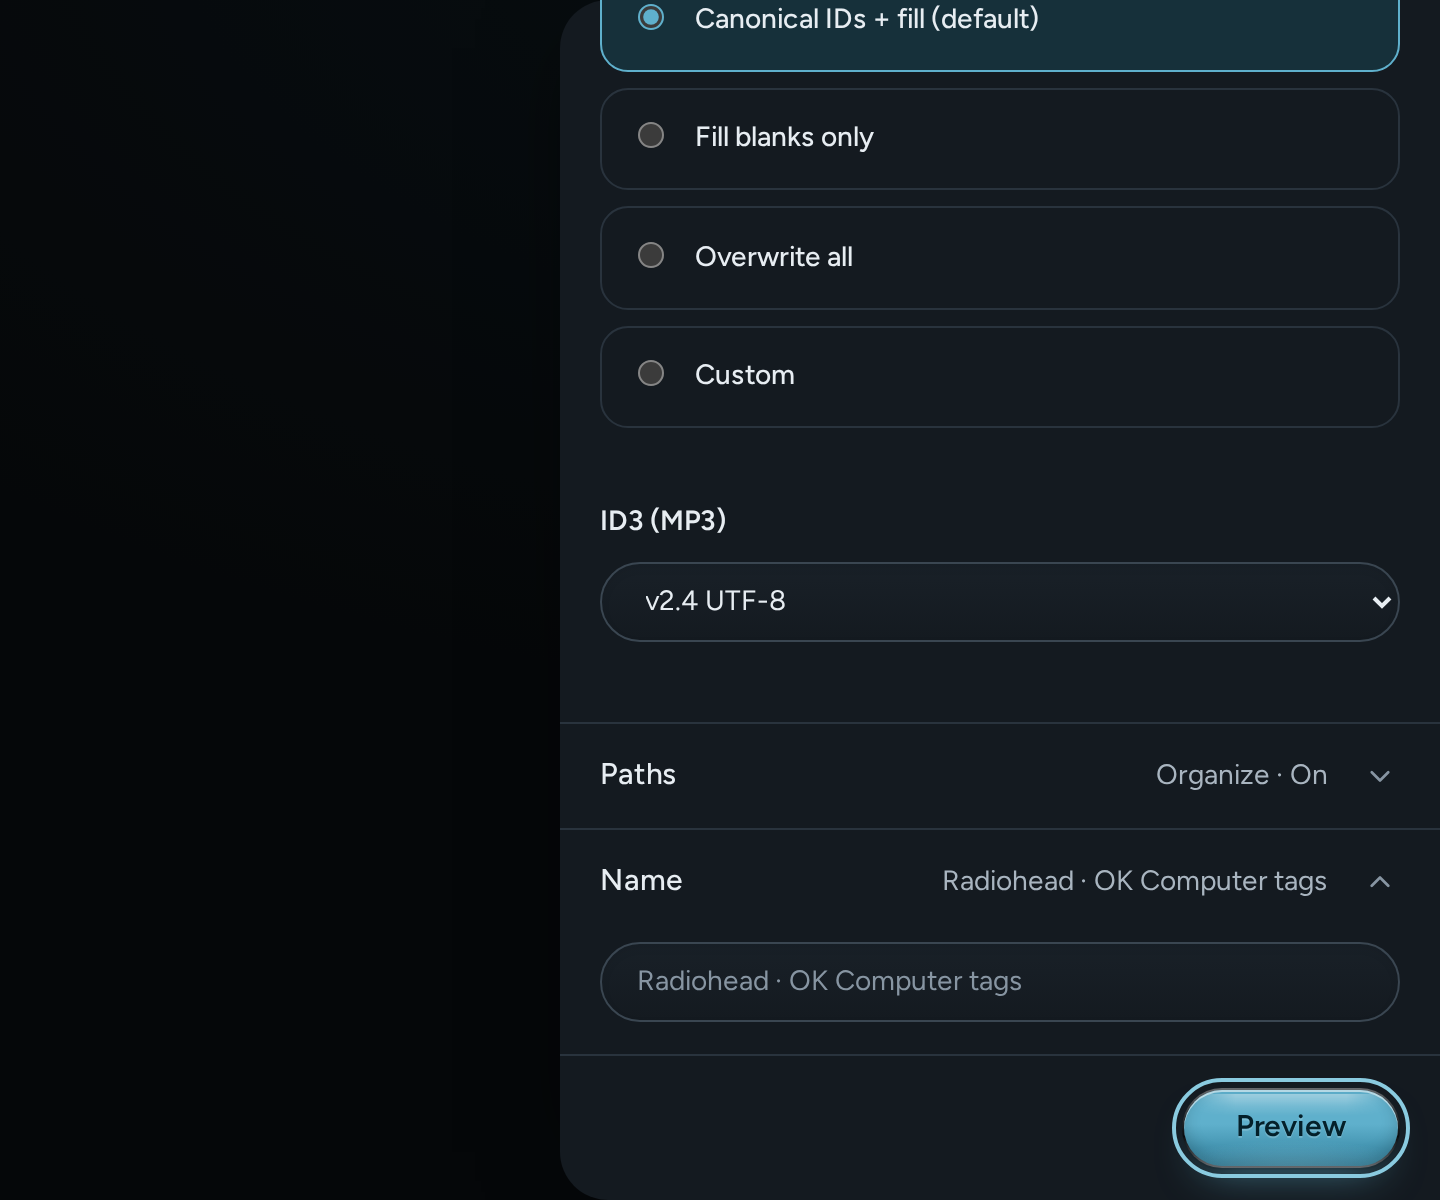 Canonical IDs + fill (default)
Fill blanks only
Overwrite all
Custom
ID3 (MP3)
v2.4 UTF-8
Paths Organize · On
Name Radiohead · OK Computer tags
Radiohead · OK Computer tags
Preview